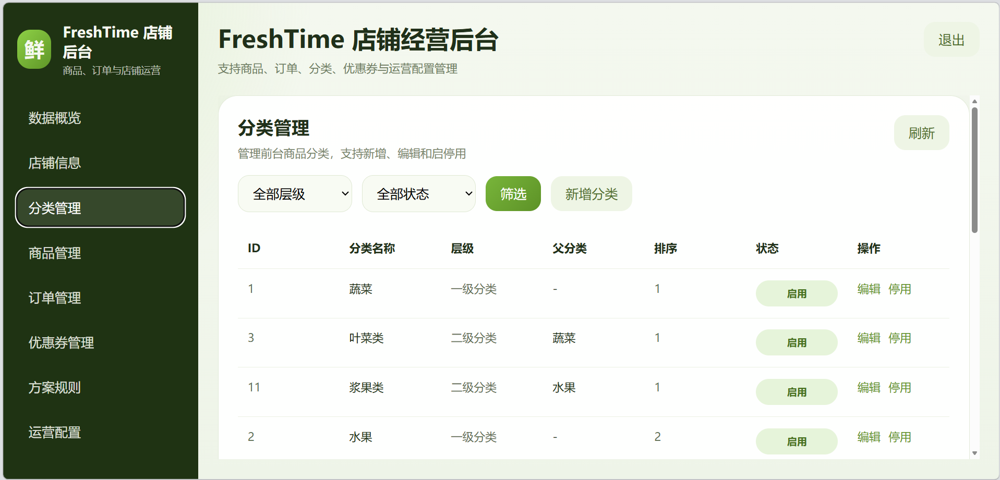 鲜
FreshTime 店铺
后台
商品、订单与店铺运营
数据概览
店铺信息
分类管理
商品管理
订单管理
优惠券管理
方案规则
运营配置
FreshTime 店铺经营后台
支持商品、订单、分类、优惠券与运营配置管理
退出
分类管理
管理前台商品分类，支持新增、编辑和启停用
刷新
全部层级 全部状态 筛选 新增分类
ID 分类名称 层级 父分类 排序 状态 操作
1 蔬菜 一级分类 - 1 启用 编辑 停用
3 叶菜类 二级分类 蔬菜 1 启用 编辑 停用
11 浆果类 二级分类 水果 1 启用 编辑 停用
2 水果 一级分类 - 2 启用 编辑 停用